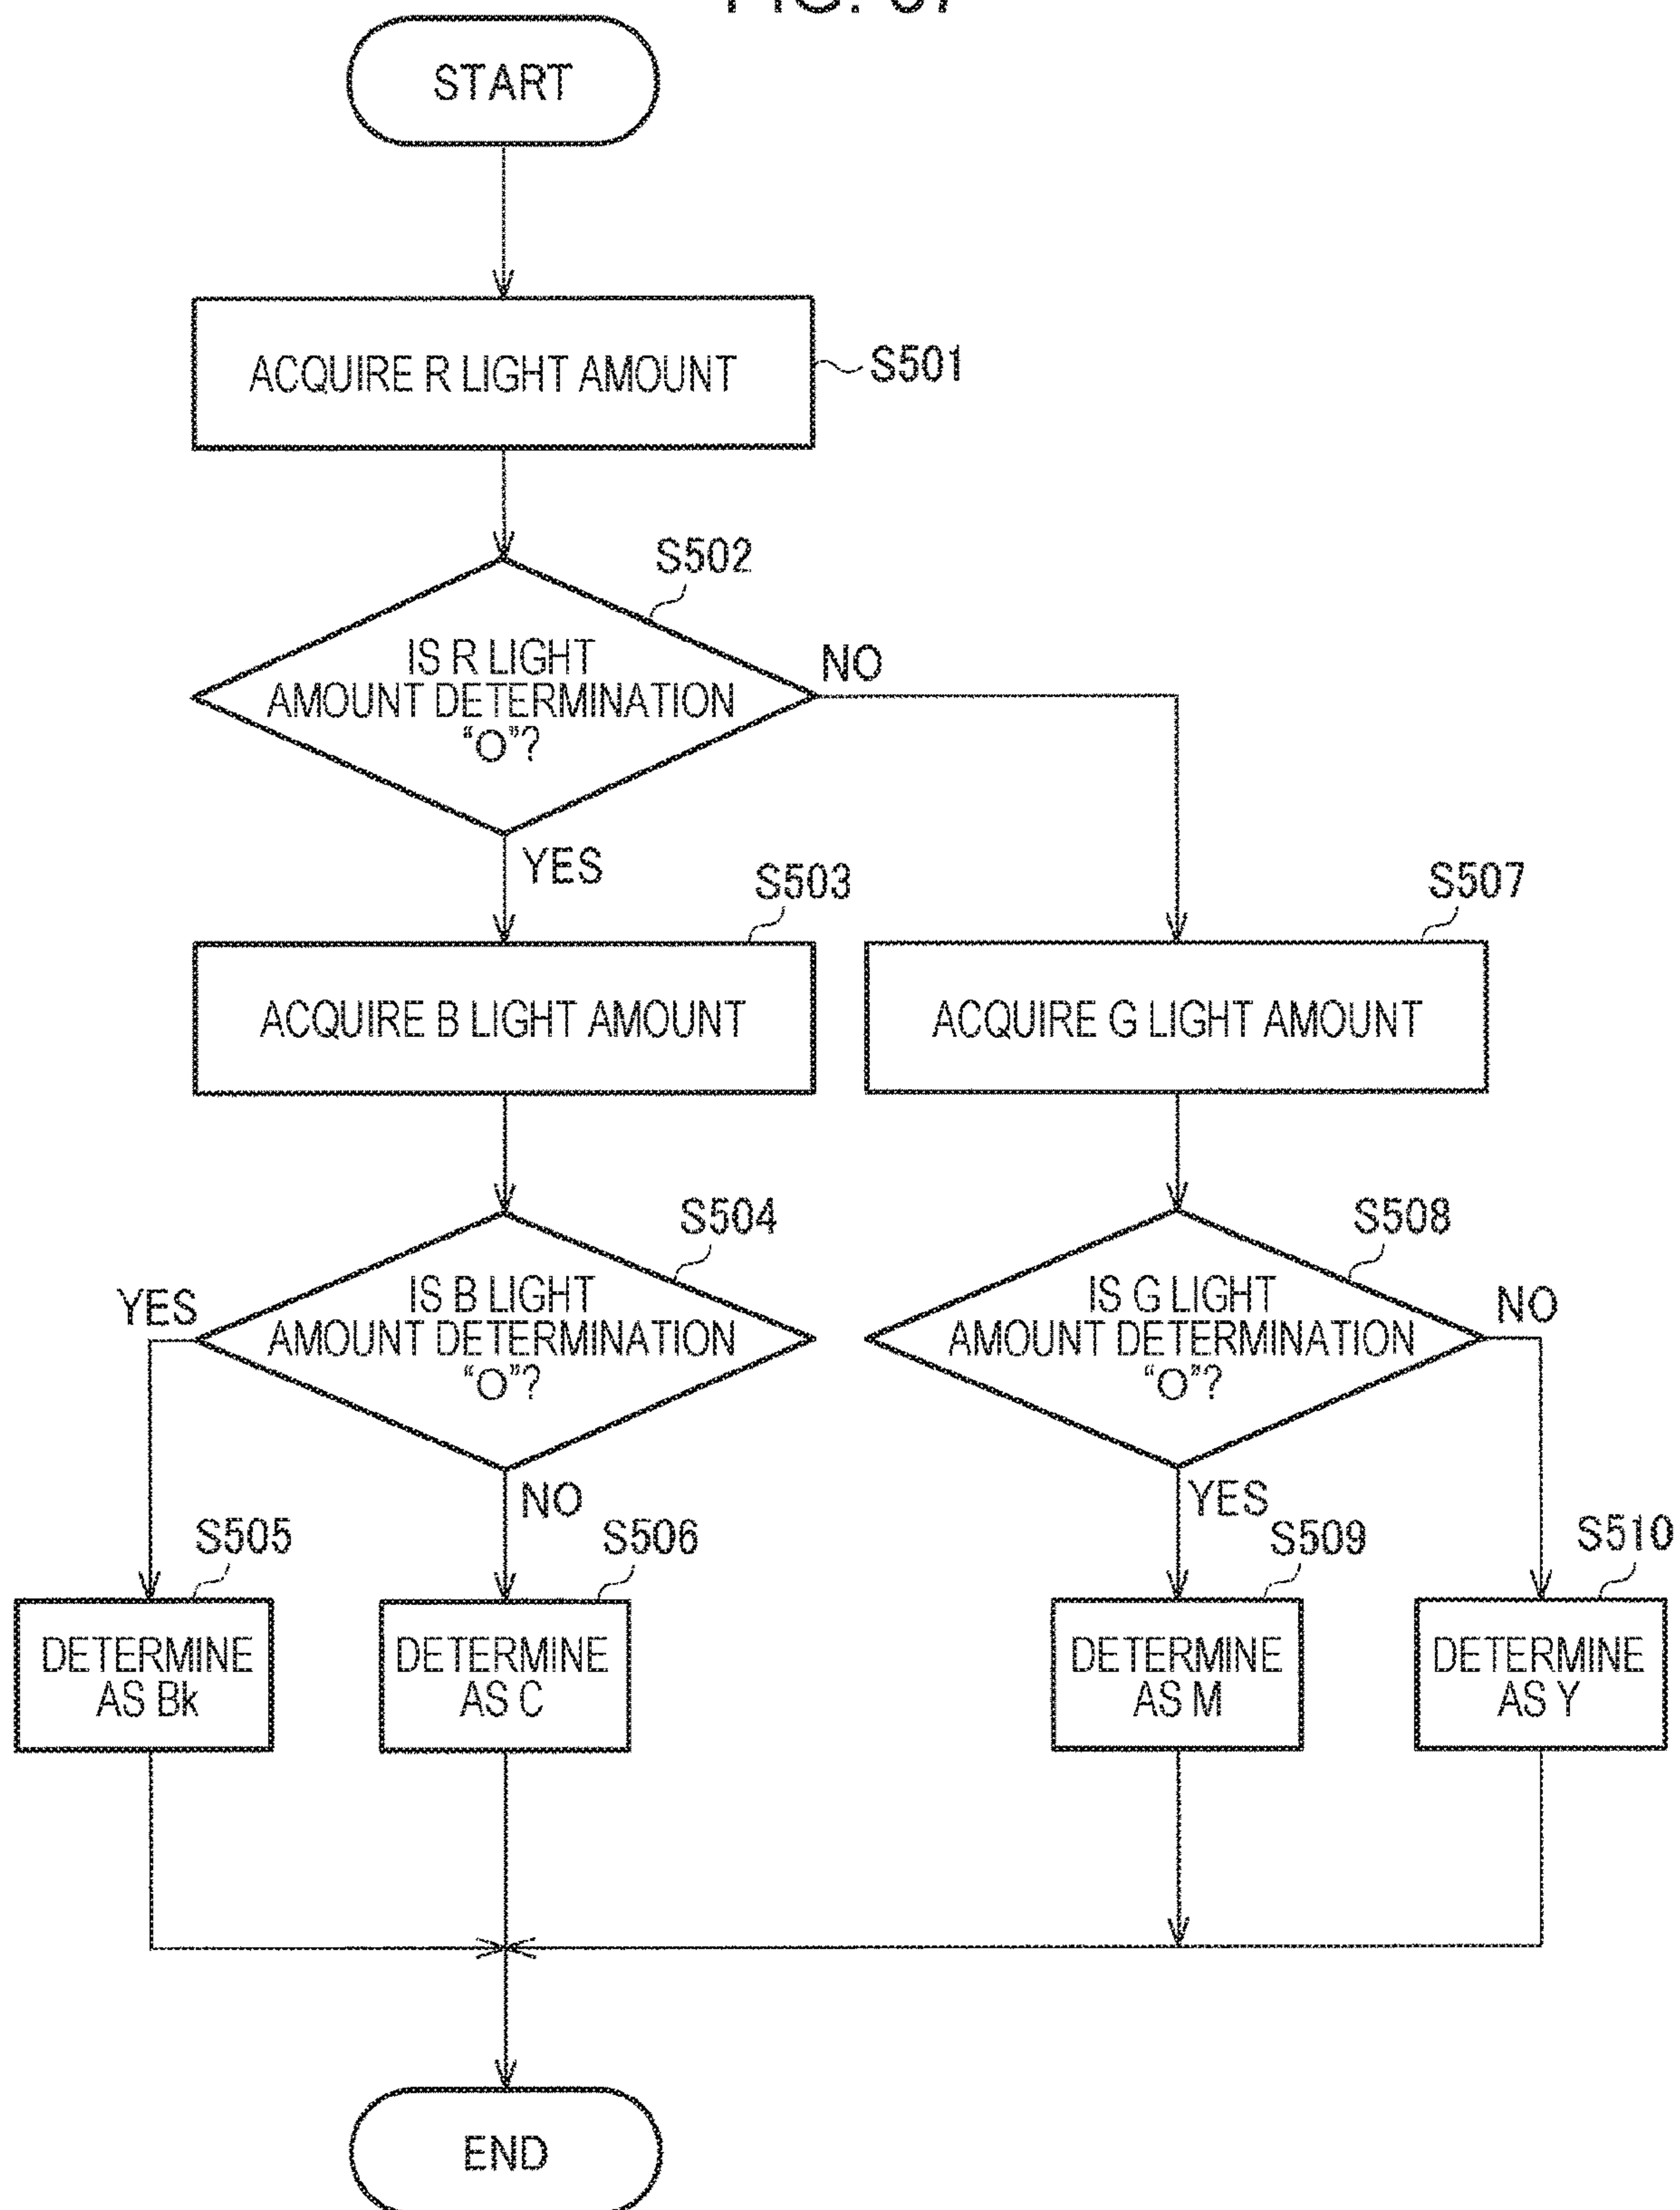 START
ACQUIRE R LIGHT AMOUNT
S501
S502
IS R LIGHT
AMOUNT DETERMINATION
“O”?
NO
YES
S503
S507
ACQUIRE B LIGHT AMOUNT
ACQUIRE G LIGHT AMOUNT
S504
S508
YES
IS B LIGHT
AMOUNT DETERMINATION
“O”?
IS G LIGHT
AMOUNT DETERMINATION
“O”?
NO
NO
YES
S505
S506
S509
S510
DETERMINE
AS Bk
DETERMINE
AS C
DETERMINE
AS M
DETERMINE
AS Y
END